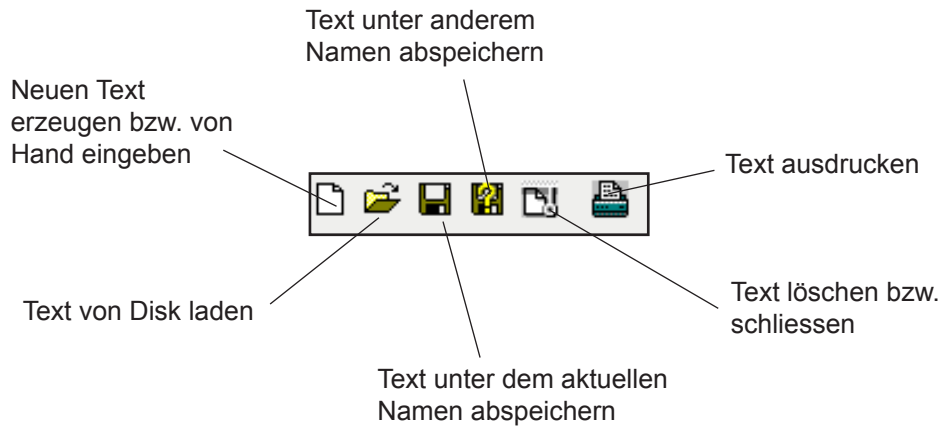 Text unter anderem
Namen abspeichern
Neuen Text
erzeugen bzw. von
Hand eingeben
Text ausdrucken
Text von Disk laden
Text löschen bzw.
schliessen
Text unter dem aktuellen
Namen abspeichern